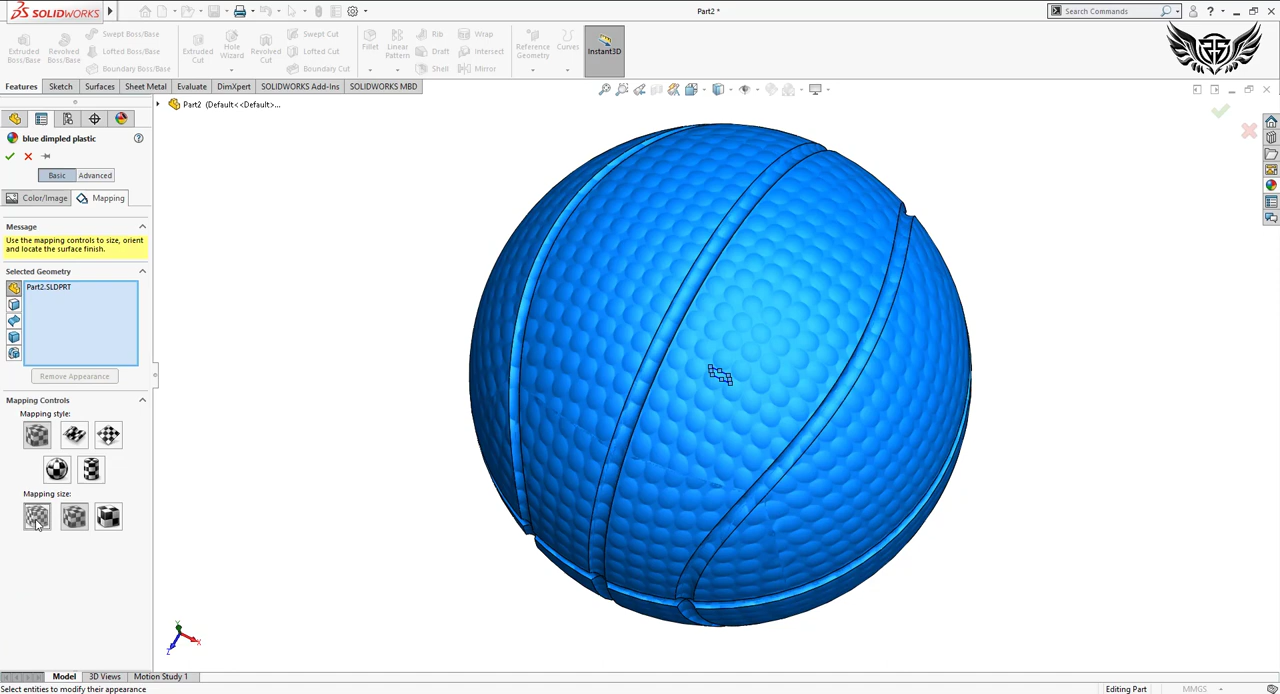 SOLIDWORKS
Part2 *
Search Commands
?
Extruded Boss/Base
Revolved Boss/Base
Swept Boss/Base
Lofted Boss/Base
Boundary Boss/Base
Extruded Cut
Hole Wizard
Revolved Cut
Swept Cut
Lofted Cut
Boundary Cut
Fillet
Linear Pattern
Rib
Draft
Shell
Wrap
Intersect
Mirror
Reference Geometry
Curves
Instant3D
Features
Sketch
Surfaces
Sheet Metal
Evaluate
DimXpert
SOLIDWORKS Add-Ins
SOLIDWORKS MBD
Part2 (Default<<Default>...
blue dimpled plastic
?
Basic
Advanced
Color/Image
Mapping
Message
Use the mapping controls to size, orient
and locate the surface finish.
Selected Geometry
Part2.SLDPRT
Remove Appearance
Mapping Controls
Mapping style:
Mapping size:
Y
X
Z
Model
3D Views
Motion Study 1
Select entities to modify their appearance
Editing Part
MMGS